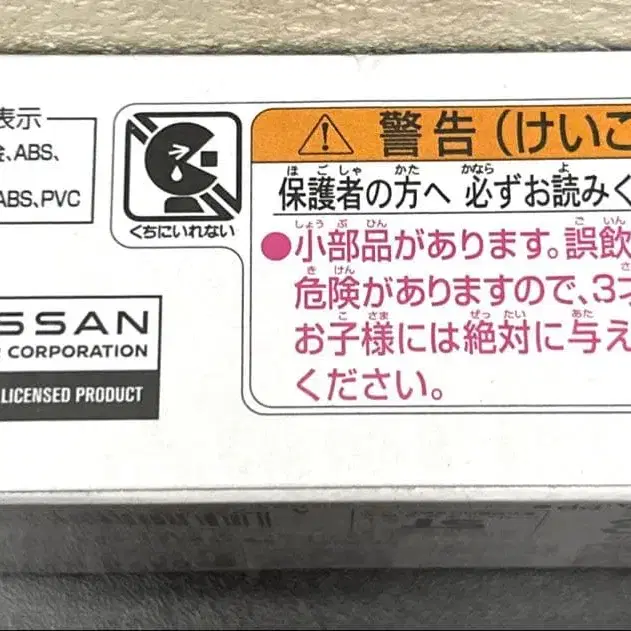 表示
、ABS、
ABS、PVC
くちにいれない
警告(けいこ
保護者の方へ 必ずお読みく
ほごしゃ かた かなら よ
●小部品があります。誤飲
しょうぶひん ごいん
危険がありますので、3才
きけん さ
お子様には絶対に与え
こさま ぜったい あた
ください。
SSAN
CORPORATION
LICENSED PRODUCT
ST